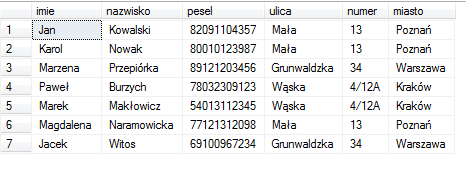 imie nazwisko pesel ulica numer miasto
1 Jan Kowalski 82091104357 Mała 13 Poznań
2 Karol Nowak 80010123987 Mała 13 Poznań
3 Marzena Przepiórka 89121203456 Grunwaldzka 34 Warszawa
4 Paweł Burzych 78032309123 Wąska 4/12A Kraków
5 Marek Makłowicz 54013112345 Wąska 4/12A Kraków
6 Magdalena Naramowicka 77121312098 Mała 13 Poznań
7 Jacek Witos 69100967234 Grunwaldzka 34 Warszawa